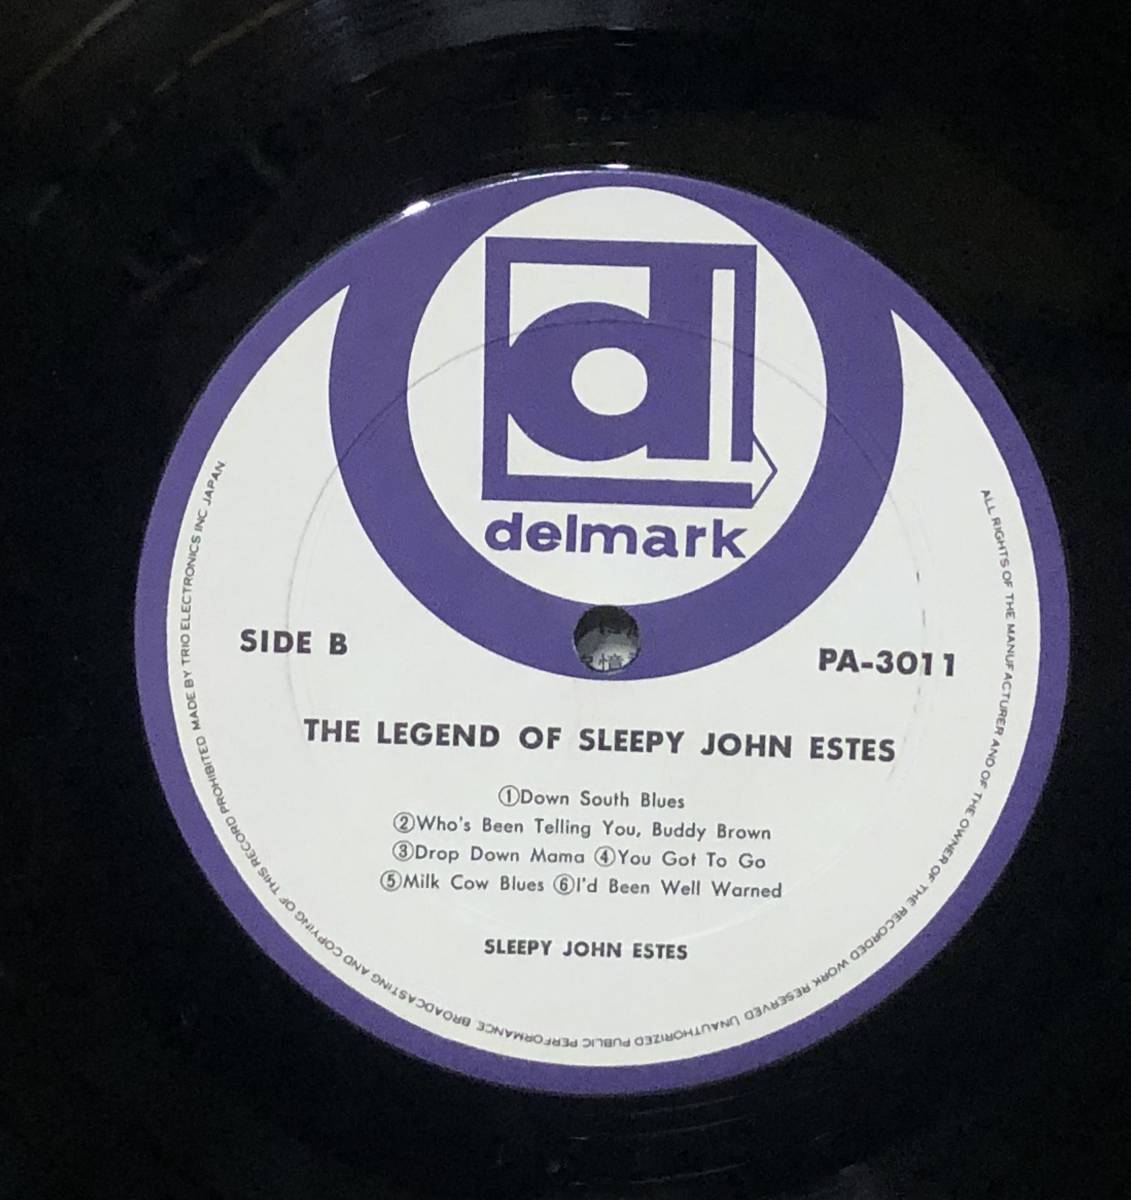 delmark
SIDE B
PA-3011
THE LEGEND OF SLEEPY JOHN ESTES
①Down South Blues
②Who's Been Telling You, Buddy Brown
③Drop Down Mama ④You Got To Go
⑤Milk Cow Blues ⑥I'd Been Well Warned
SLEEPY JOHN ESTES
ALL RIGHTS OF THE MANUFACTURER AND OF THE OWNER OF THE RECORDED WORK RESERVED UNAUTHORIZED PUBLIC PERFORMANCE. BROADCASTING AND COPYING OF THIS RECORD PROHIBITED MADE BY TRIO ELECTRONICS INC JAPAN